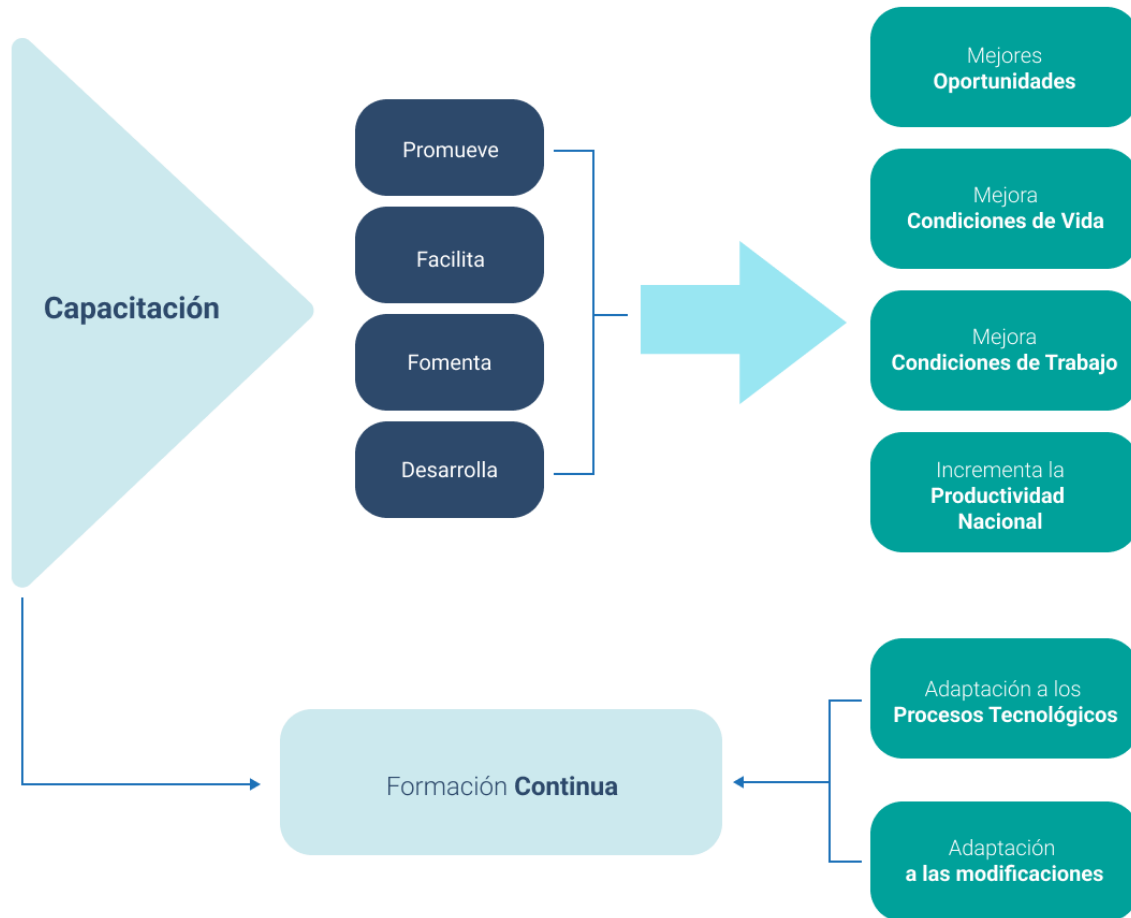 Capacitación
Promueve
Facilita
Fomenta
Desarrolla
Mejores
Oportunidades
Mejora
Condiciones de Vida
Mejora
Condiciones de Trabajo
Incrementa la
Productividad
Nacional
Formación Continua
Adaptación a los
Procesos Tecnológicos
Adaptación
a las modificaciones